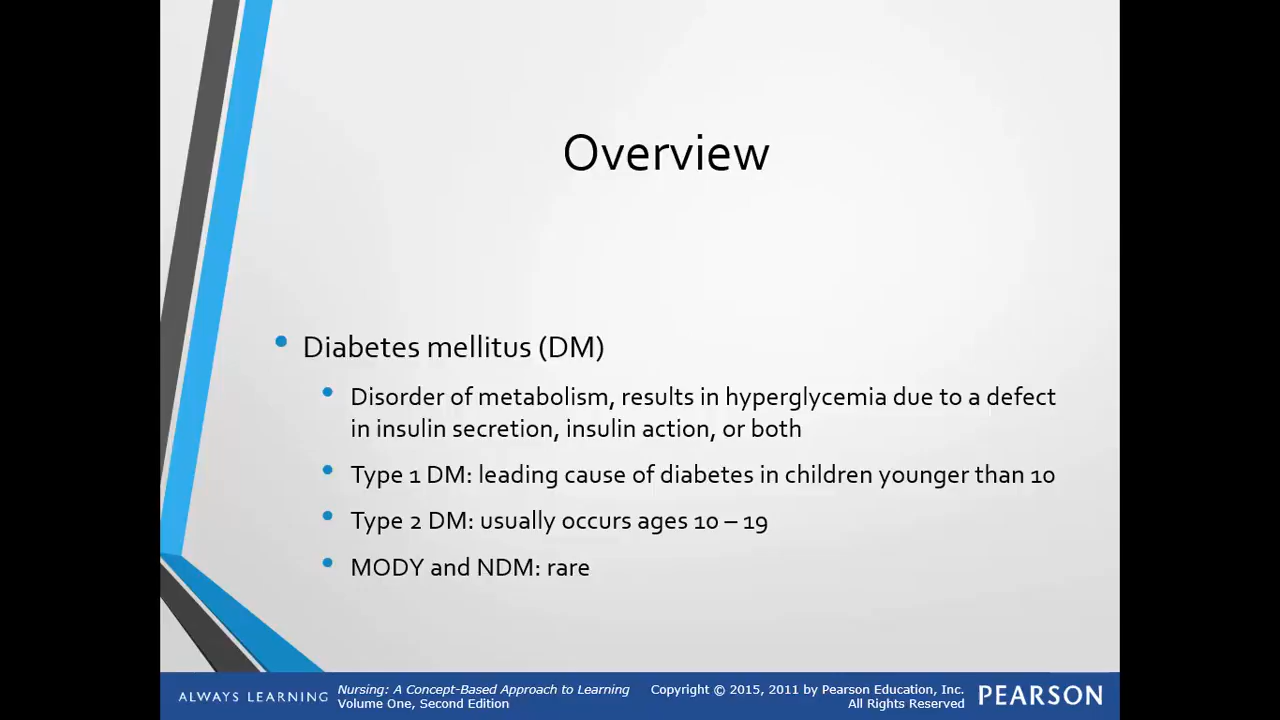 Overview
• Diabetes mellitus (DM)
• Disorder of metabolism, results in hyperglycemia due to a defect
in insulin secretion, insulin action, or both
• Type 1 DM: leading cause of diabetes in children younger than 10
• Type 2 DM: usually occurs ages 10 – 19
• MODY and NDM: rare
ALWAYS LEARNING
Nursing: A Concept-Based Approach to Learning
Volume One, Second Edition
Copyright © 2015, 2011 by Pearson Education, Inc.
All Rights Reserved
PEARSON